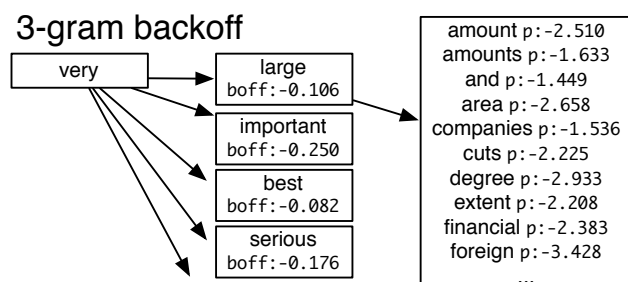 3-gram backoff
very
large
boff:-0.106
important
boff:-0.250
best
boff:-0.082
serious
boff:-0.176
amount p:-2.510
amounts p:-1.633
and p:-1.449
area p:-2.658
companies p:-1.536
cuts p:-2.225
degree p:-2.933
extent p:-2.208
financial p:-2.383
foreign p:-3.428
...